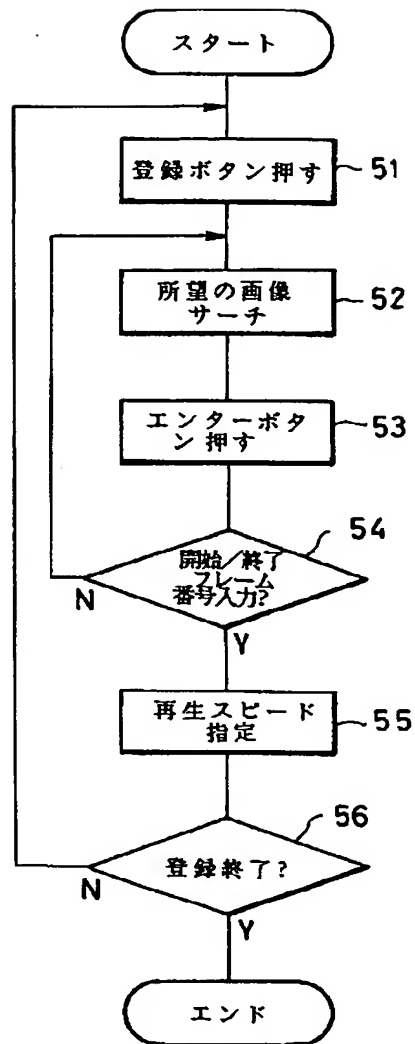 スタート
登録ボタン押す
51
所望の画像
サーチ
52
エンターボタ
ン押す
53
54
開始/終了
フレーム
番号入力?
N
Y
再生スピード
指定
55
56
登録終了?
N
Y
エンド